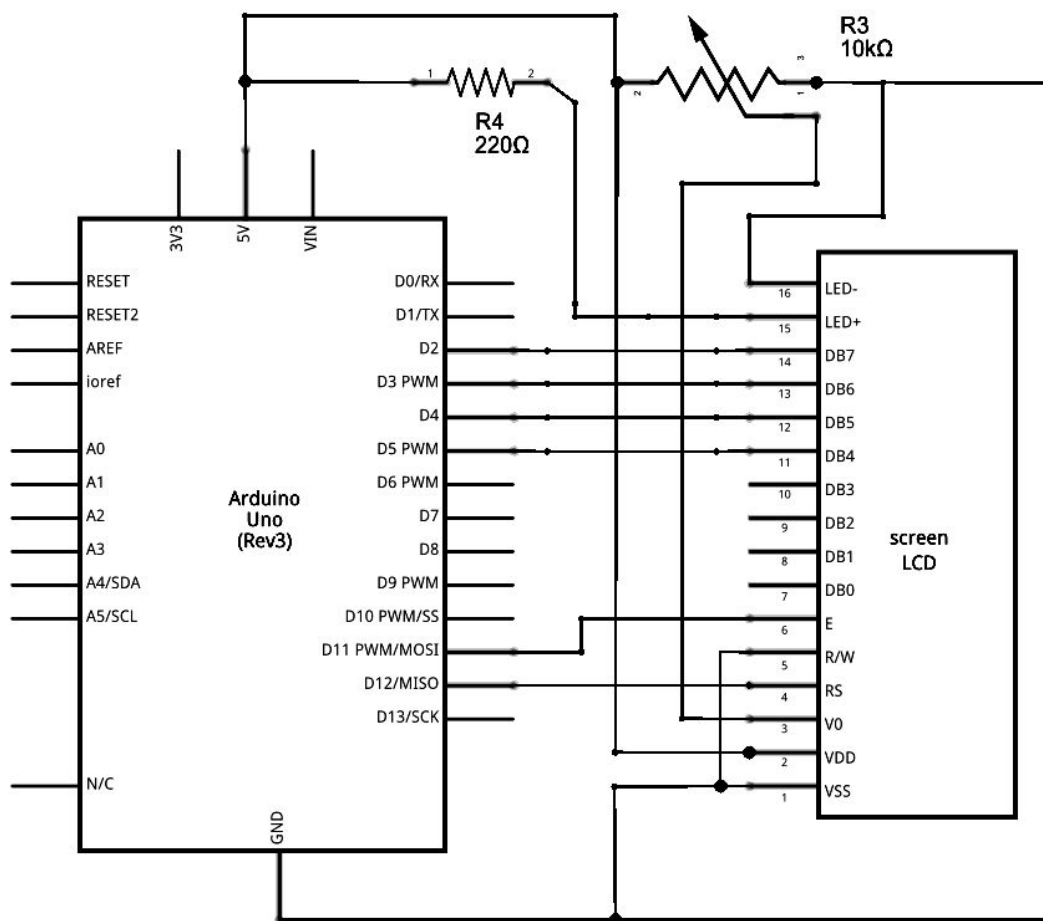 R3
10kΩ
1
2
2
3
1
R4
220Ω
3V3
5V
VIN
RESET
RESET2
AREF
ioref
A0
A1
A2
A3
A4/SDA
A5/SCL
N/C
Arduino
Uno
(Rev3)
D0/RX
D1/TX
D2
D3 PWM
D4
D5 PWM
D6 PWM
D7
D8
D9 PWM
D10 PWM/SS
D11 PWM/MOSI
D12/MISO
D13/SCK
GND
16 LED-
15 LED+
14 DB7
13 DB6
12 DB5
11 DB4
10 DB3
9 DB2
8 DB1
7 DB0
6 E
5 R/W
4 RS
3 V0
2 VDD
1 VSS
screen
LCD